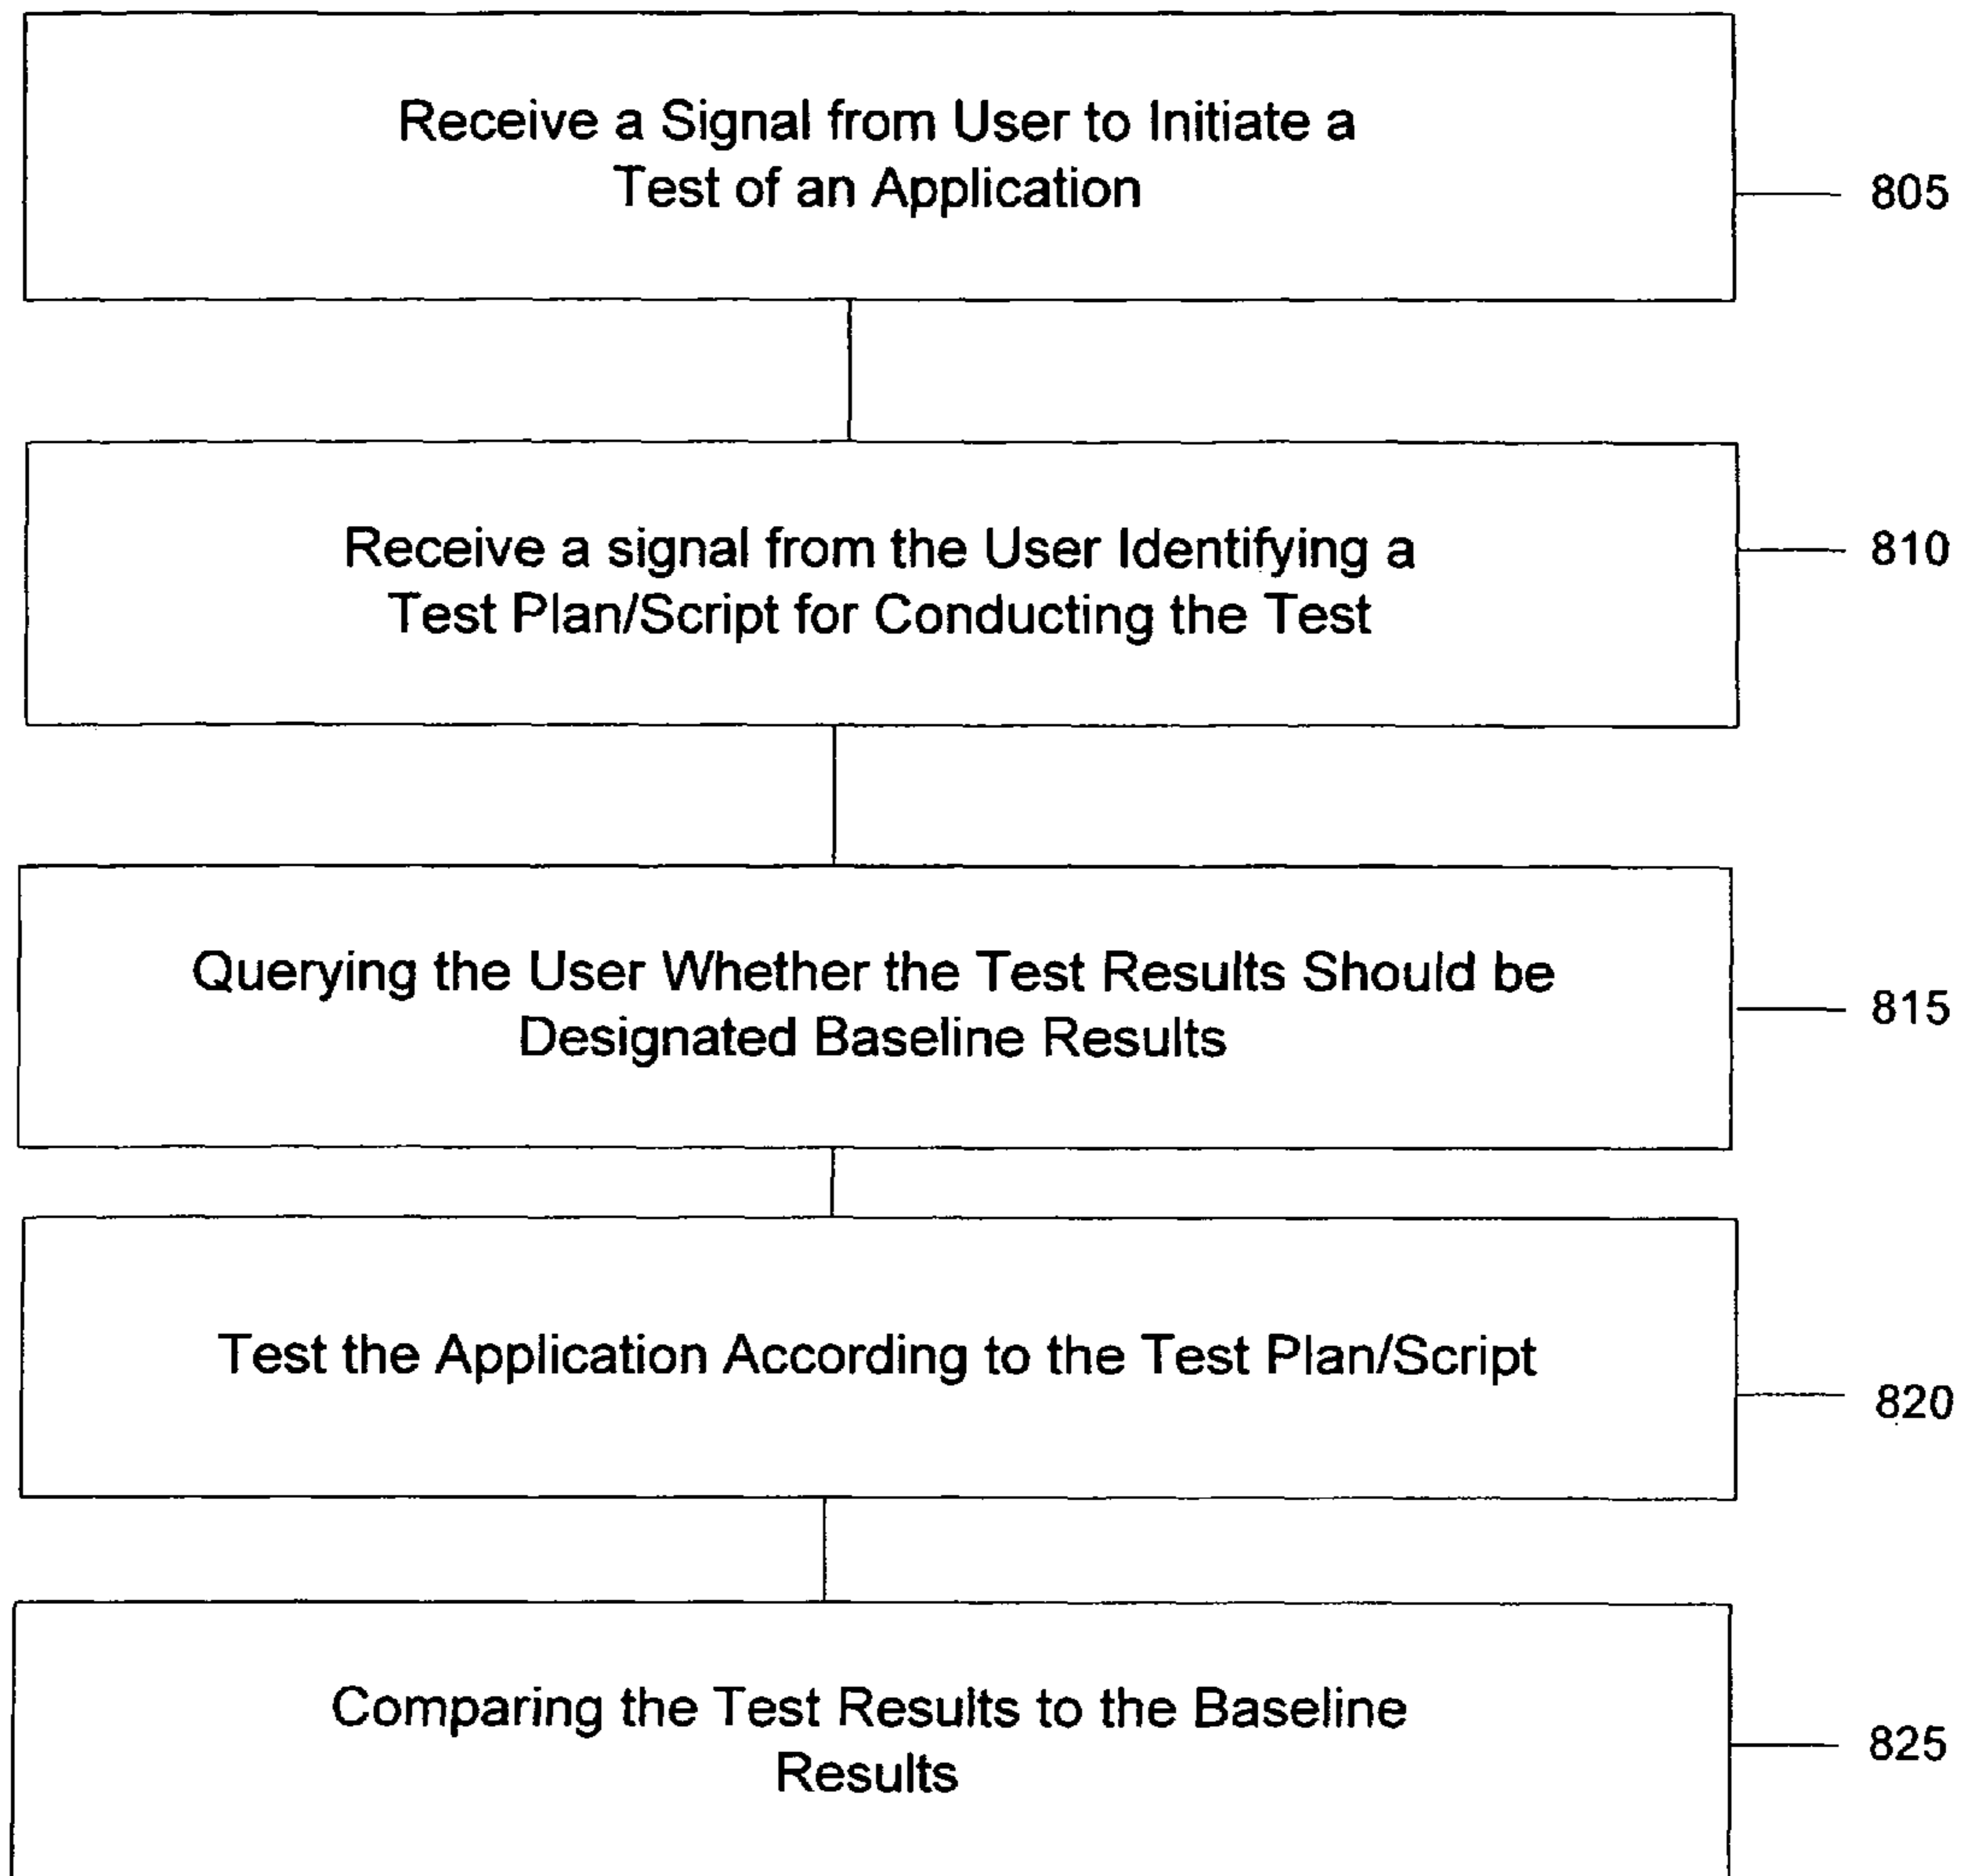 Receive a Signal from User to Initiate a
Test of an Application
805
Receive a signal from the User Identifying a
Test Plan/Script for Conducting the Test
810
Querying the User Whether the Test Results Should be
Designated Baseline Results
815
Test the Application According to the Test Plan/Script
820
Comparing the Test Results to the Baseline
Results
825